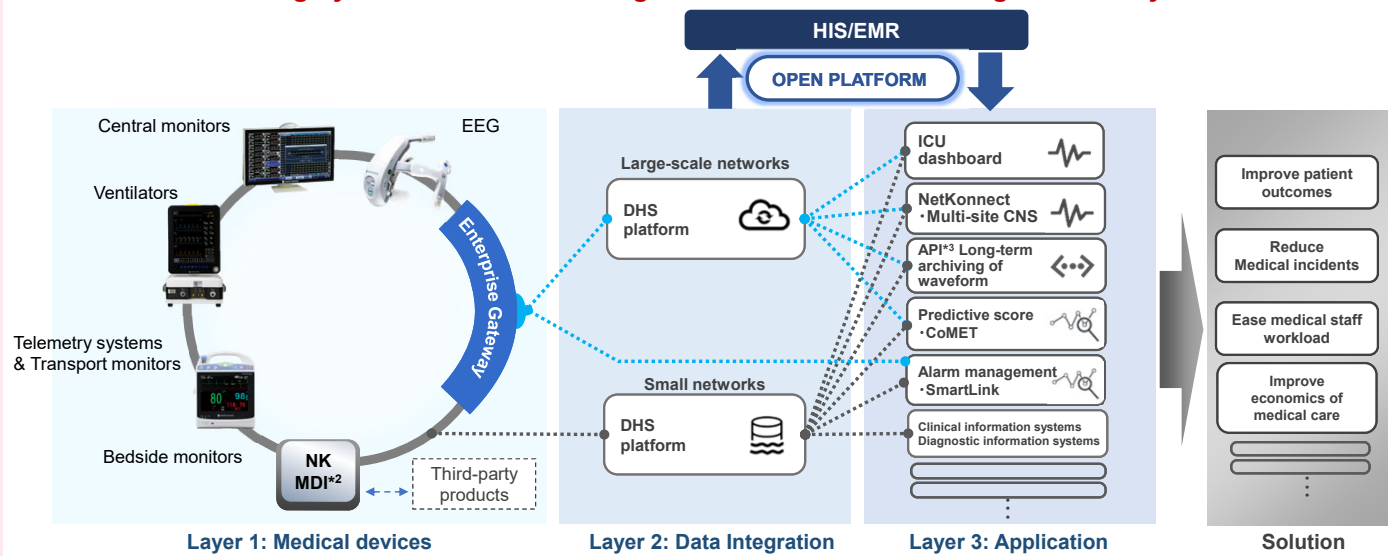 HIS/EMR
OPEN PLATFORM
Central monitors
EEG
Ventilators
Telemetry systems
& Transport monitors
Bedside monitors
Enterprise Gateway
80
98
NK
MDI*2
Third-party
products
Layer 1: Medical devices
Large-scale networks
DHS
platform
Small networks
DHS
platform
Layer 2: Data Integration
ICU
dashboard
NetKonnect
・Multi-site CNS
API*3 Long-term
archiving of
waveform
Predictive score
・CoMET
Alarm management
・SmartLink
Clinical information systems
Diagnostic information systems
Layer 3: Application
Improve patient
outcomes
Reduce
Medical incidents
Ease medical staff
workload
Improve
economics of
medical care
Solution